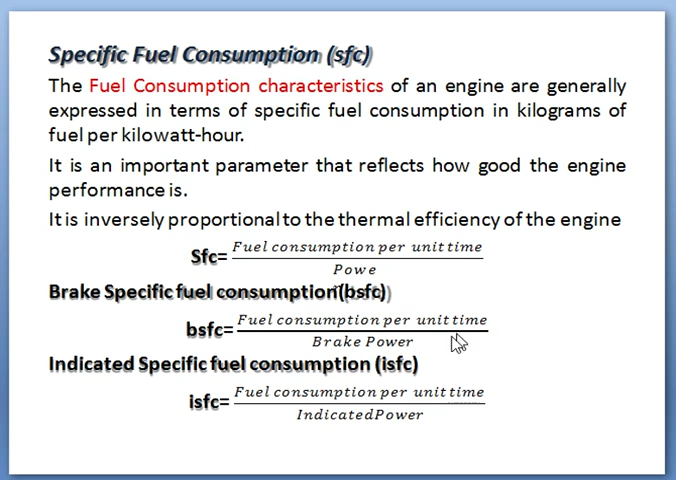 Specific Fuel Consumption (sfc)
The Fuel Consumption characteristics of an engine are generally
expressed in terms of specific fuel consumption in kilograms of
fuel per kilowatt-hour.
It is an important parameter that reflects how good the engine
performance is.
It is inversely proportional to the thermal efficiency of the engine
Sfc= Fuel consumption per unit time
Powe
Brake Specific fuel consumption(bsfc)
bsfc= Fuel consumption per unit time
Brake Power
Indicated Specific fuel consumption (isfc)
isfc= Fuel consumption per unit time
Indicated Power